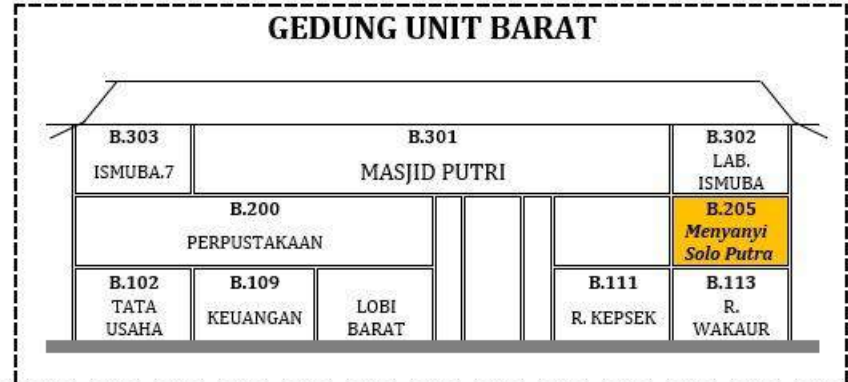 GEDUNG UNIT BARAT
B.303
ISMUBA.7
B.301
MASJID PUTRI
B.302
LAB.
ISMUBA
B.200
PERPUSTAKAAN
B.205
Menyanyi
Solo Putra
B.102
TATA
USAHA
B.109
KEUANGAN
LOBI
BARAT
B.111
R. KEPSEK
B.113
R.
WAKAUR